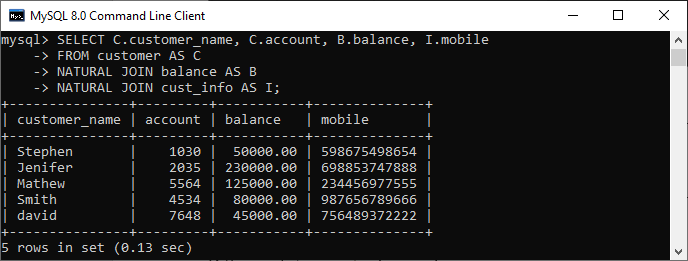 MySQL 8.0 Command Line Client
mysql> SELECT C.customer_name, C.account, B.balance, I.mobile
    -> FROM customer AS C
    -> NATURAL JOIN balance AS B
    -> NATURAL JOIN cust_info AS I;
+---------------+---------+-----------+--------------+
| customer_name | account | balance   | mobile       |
+---------------+---------+-----------+--------------+
| Stephen       |    1030 |  50000.00 | 598675498654 |
| Jenifer       |    2035 | 230000.00 | 698853747888 |
| Mathew        |    5564 | 125000.00 | 234456977555 |
| Smith         |    4534 |  80000.00 | 987656789666 |
| david         |    7648 |  45000.00 | 756489372222 |
+---------------+---------+-----------+--------------+
5 rows in set (0.13 sec)